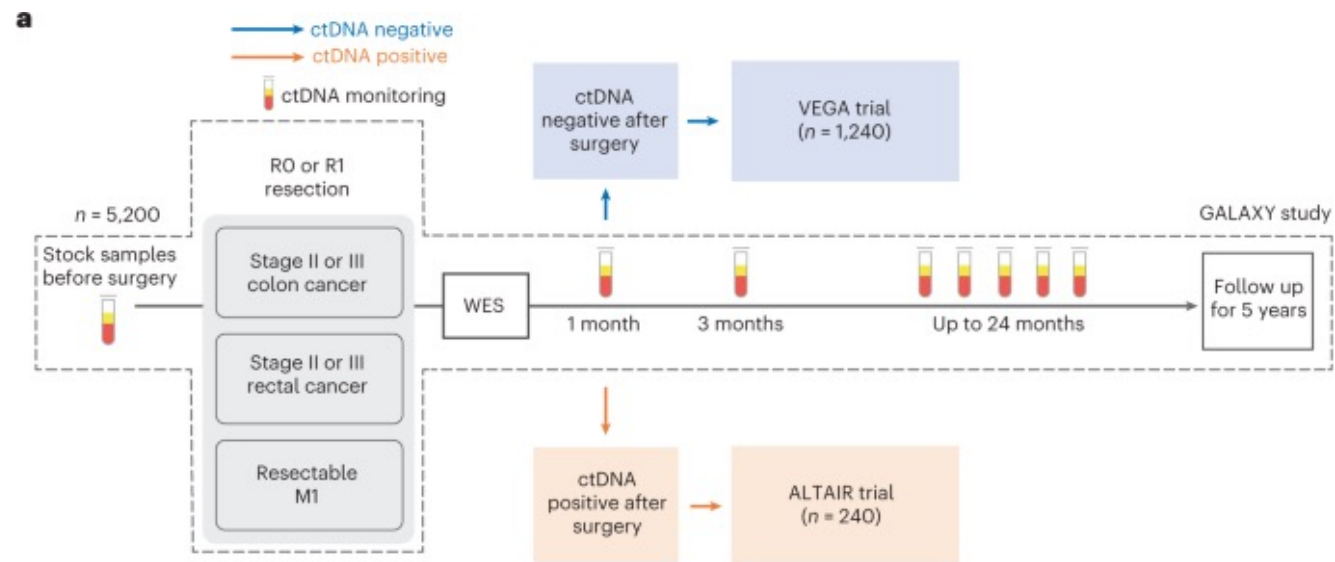 a
ctDNA negative
ctDNA positive
ctDNA monitoring
R0 or R1
resection
n = 5,200
Stock samples
before surgery
Stage II or III
colon cancer
Stage II or III
rectal cancer
Resectable
M1
WES
ctDNA
negative after
surgery
VEGA trial
(n = 1,240)
GALAXY study
1 month
3 months
Up to 24 months
Follow up
for 5 years
ctDNA
positive after
surgery
ALTAIR trial
(n = 240)